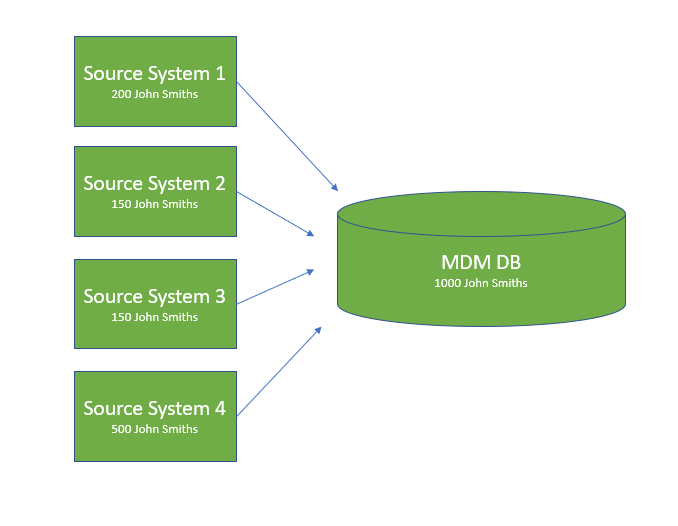 Source System 1
200 John Smiths
Source System 2
150 John Smiths
Source System 3
150 John Smiths
Source System 4
500 John Smiths
MDM DB
1000 John Smiths